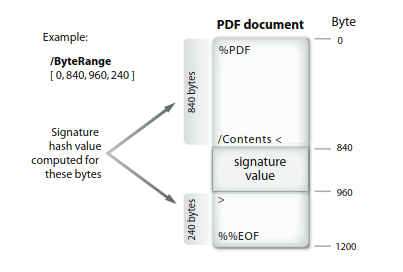 PDF document
Byte
Example:
/ByteRange
[ 0, 840, 960, 240 ]
0
%PDF
840 bytes
/Contents <
840
Signature
hash value
computed for
these bytes
signature
value
960
>
240 bytes
%%EOF
1200